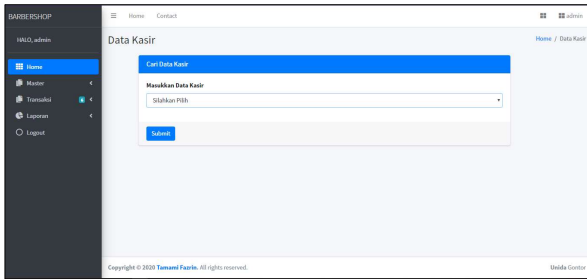 BARBERSHOP
Home Contact
admin
HALO, admin
Data Kasir
Home / Data Kasir
Home
Master
Transaksi
Laporan
Logout
Cari Data Kasir
Masukkan Data Kasir
Silahkan Pilih
Submit
Copyright © 2020 Tamami Fazrin. All rights reserved.
Unida Gontor